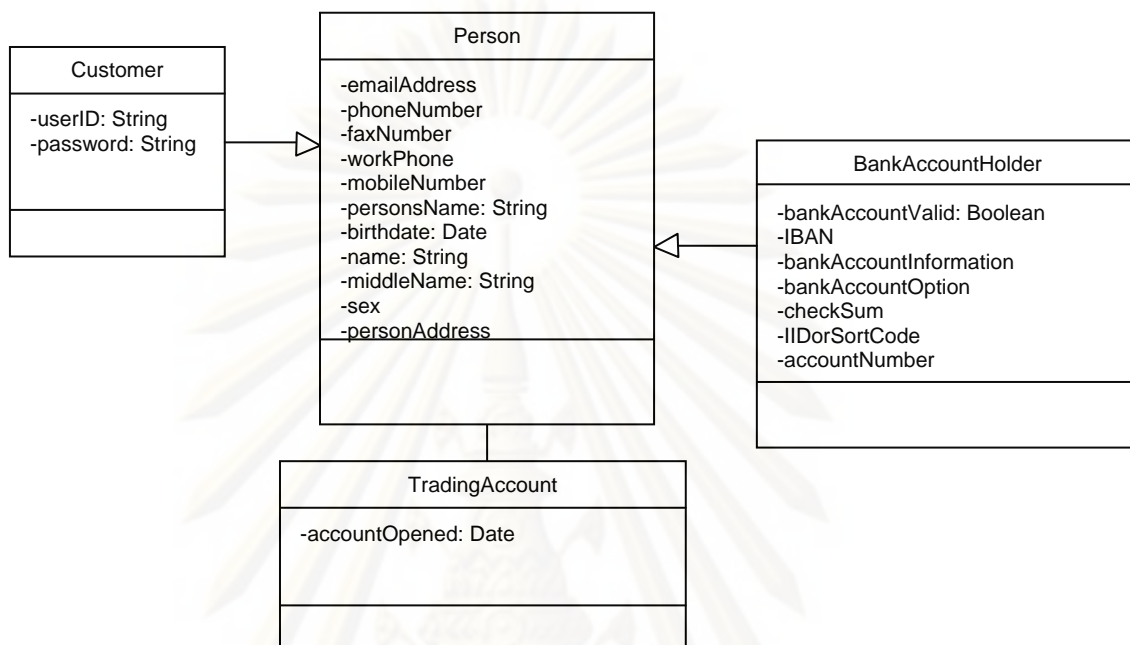 Customer
-userID: String
-password: String
Person
-emailAddress
-phoneNumber
-faxNumber
-workPhone
-mobileNumber
-personsName: String
-birthdate: Date
-name: String
-middleName: String
-sex
-personAddress
BankAccountHolder
-bankAccountValid: Boolean
-IBAN
-bankAccountInformation
-bankAccountOption
-checkSum
-IIDorSortCode
-accountNumber
TradingAccount
-accountOpened: Date